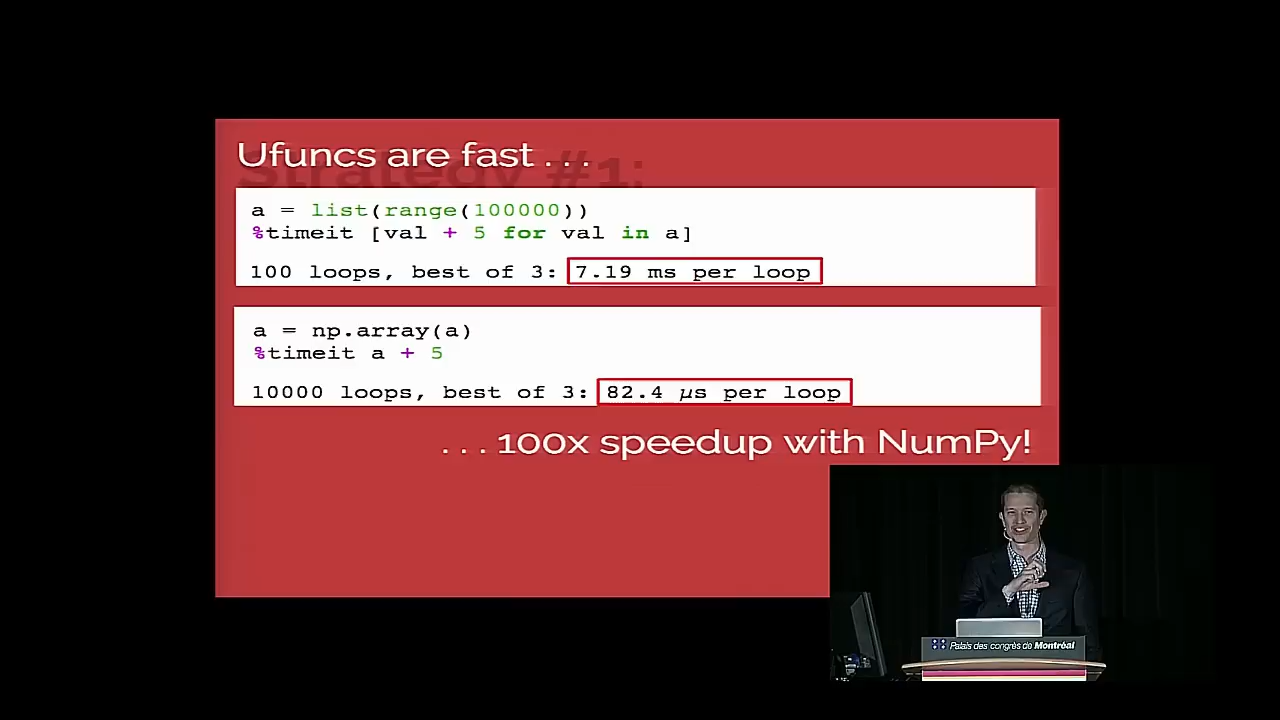 Ufuncs are fast . . .
Strategy #1:
a = list(range(100000))
%timeit [val + 5 for val in a]
100 loops, best of 3: 7.19 ms per loop
a = np.array(a)
%timeit a + 5
10000 loops, best of 3: 82.4 µs per loop
. . . 100x speedup with NumPy!
Palais des congrès de Montréal